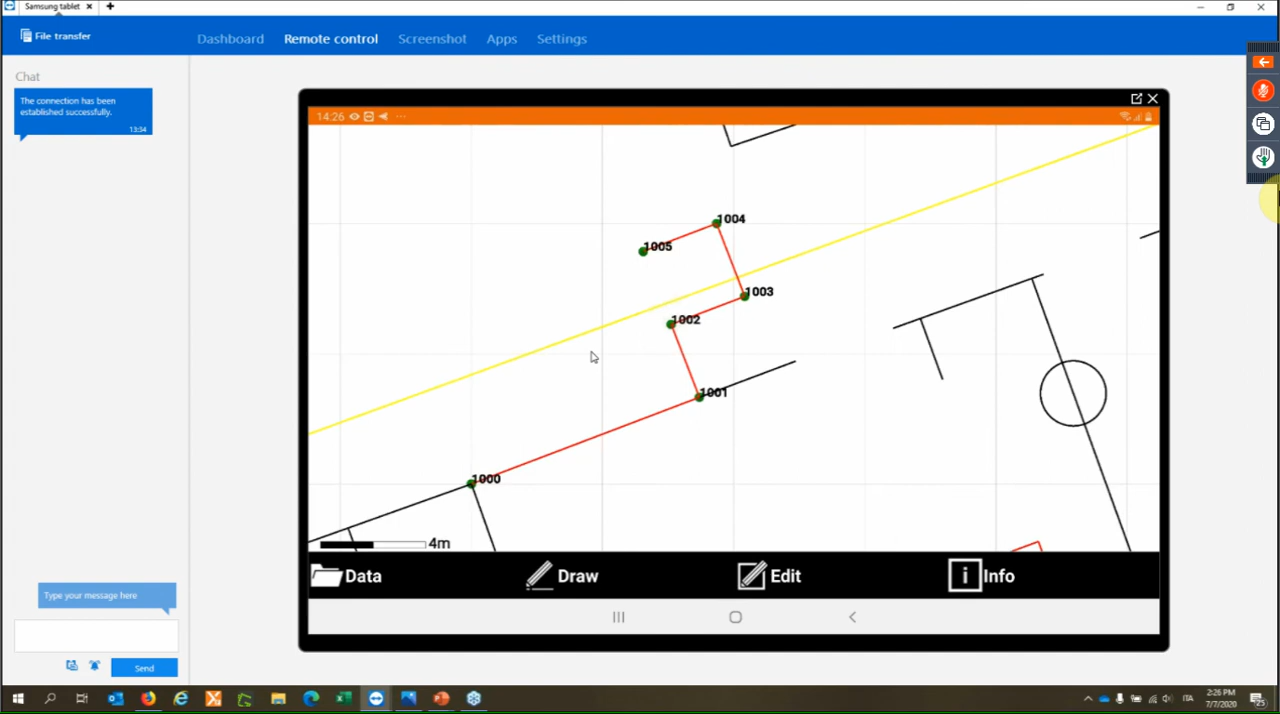 Samsung tablet
File transfer
Dashboard
Remote control
Screenshot
Apps
Settings
Chat
The connection has been
established successfully.
13:34
14:26
1004
1005
1003
1002
1001
1000
4m
Data
Draw
Edit
Info
Type your message here
Send
ITA
2:26 PM
7/7/2020
25